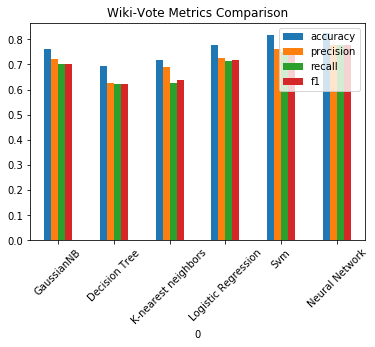 Wiki-Vote Metrics Comparison
accuracy
precision
recall
f1
0.8
0.7
0.6
0.5
0.4
0.3
0.2
0.1
0.0
GaussianNB
Decision Tree
K-nearest neighbors
Logistic Regression
Svm
Neural Network
0